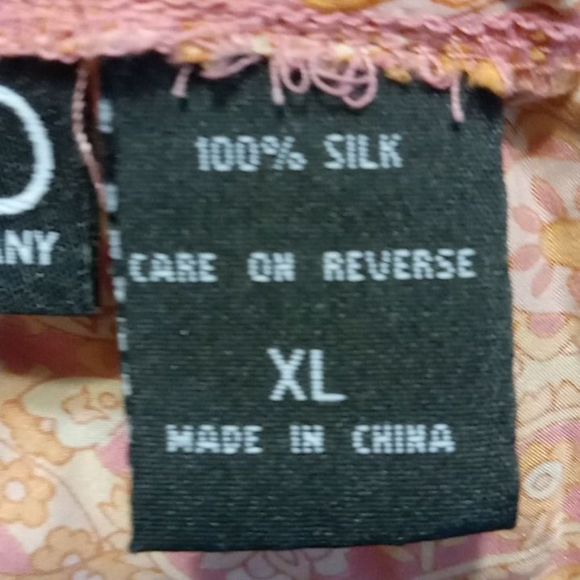 100% SILK
CARE ON REVERSE
XL
MADE IN CHINA